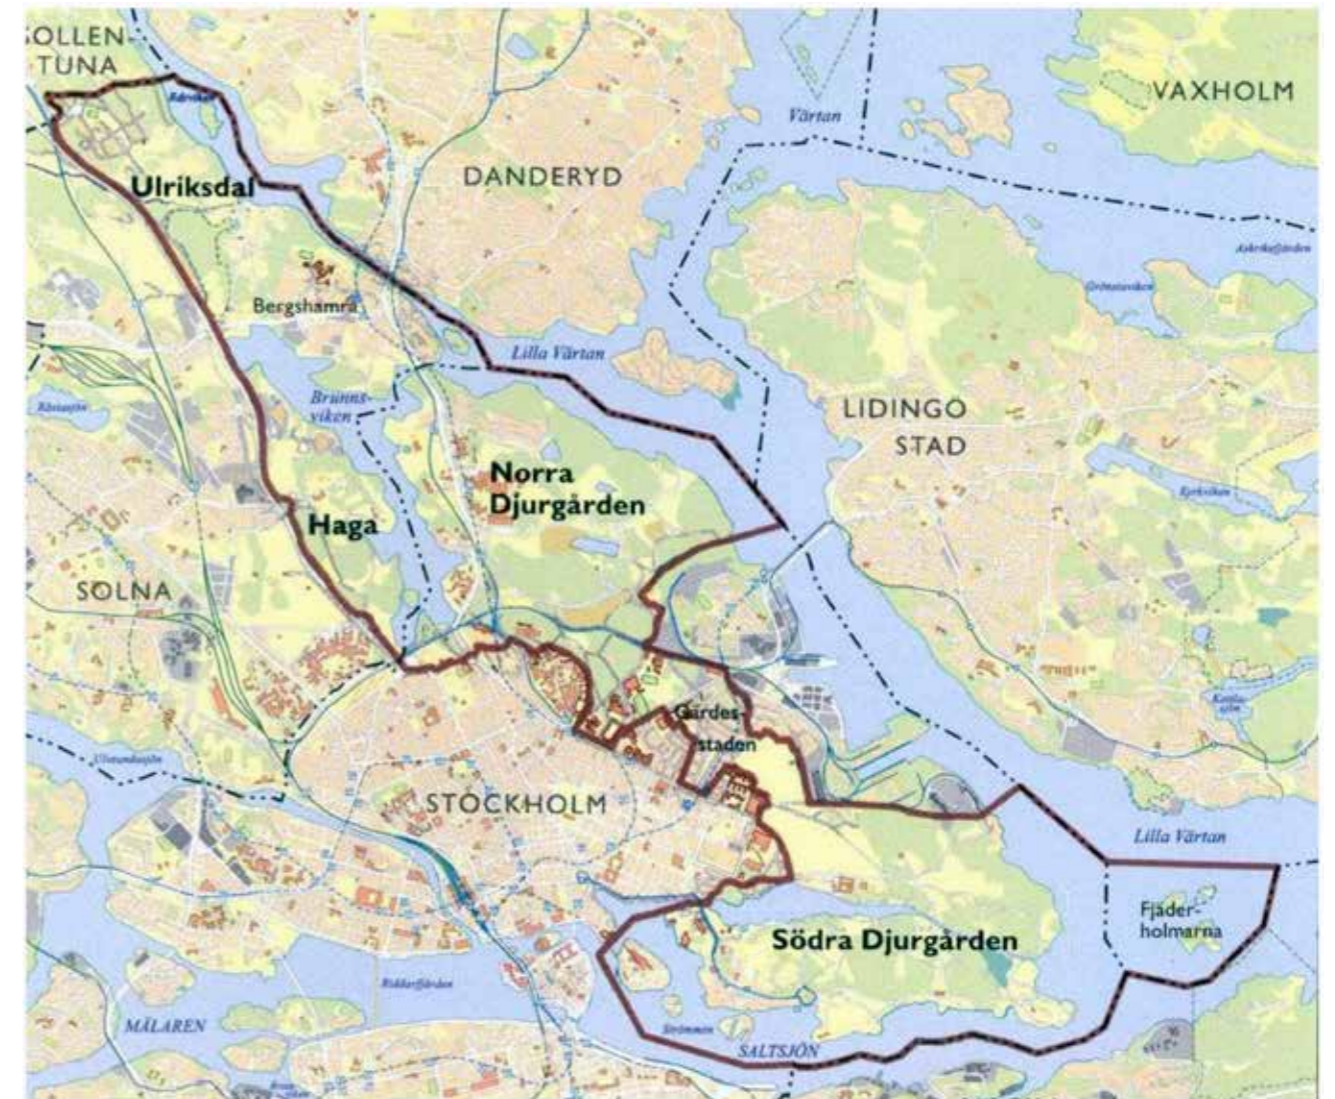 SOLLEN-
TUNA
VAXHOLM
Värtan
DANDERYD
Ulriksdal
Bergshamra
Lilla Värtan
Brunns-
viken
LIDINGÖ
STAD
Norra
Djurgården
Haga
SOLNA
Gärdes-
staden
STOCKHOLM
Lilla Värtan
Fjäder-
holmarna
Södra Djurgården
Riddarfjärden
MÄLAREN
Strömmen
SALTSJÖN